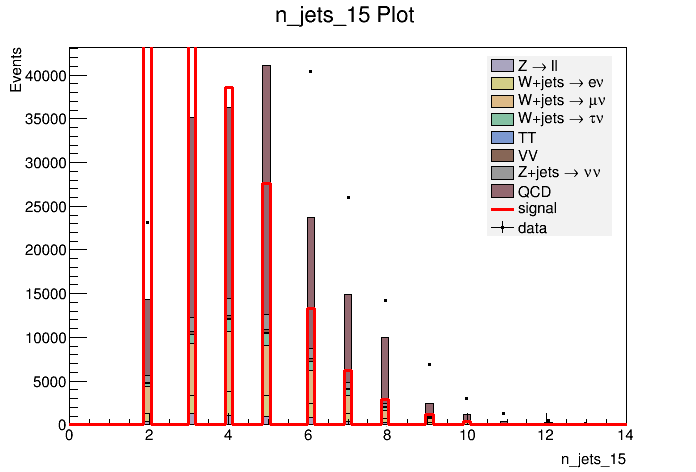 n_jets_15 Plot
Events
40000
35000
30000
25000
20000
15000
10000
5000
0
0 2 4 6 8 10 12 14
n_jets_15
Z → ll
W+jets → eν
W+jets → μν
W+jets → τν
TT
VV
Z+jets → νν
QCD
signal
data